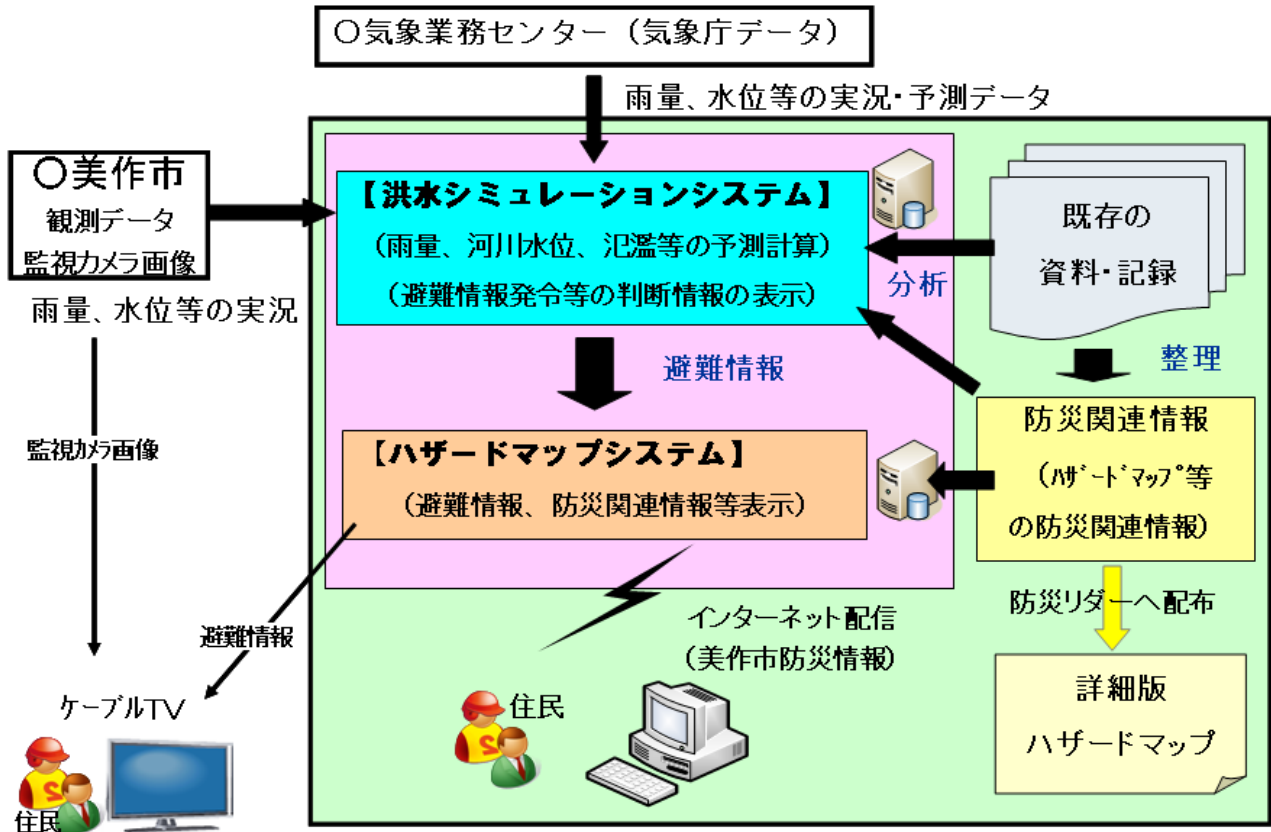 ○気象業務センター（気象庁データ）
雨量、水位等の実況・予測データ
○美作市
観測データ
監視カメラ画像
雨量、水位等の実況
【洪水シミュレーションシステム】
（雨量、河川水位、氾濫等の予測計算）
（避難情報発令等の判断情報の表示）
分析
既存の
資料・記録
整理
避難情報
防災関連情報
（ﾊｻﾞｰﾄﾞﾏｯﾌﾟ等
の防災関連情報）
【ハザードマップシステム】
（避難情報、防災関連情報等表示）
監視ｶﾒﾗ画像
避難情報
インターネット配信
（美作市防災情報）
防災リダーへ配布
詳細版
ハザードマップ
ケーブルTV
住民
2
住民
2